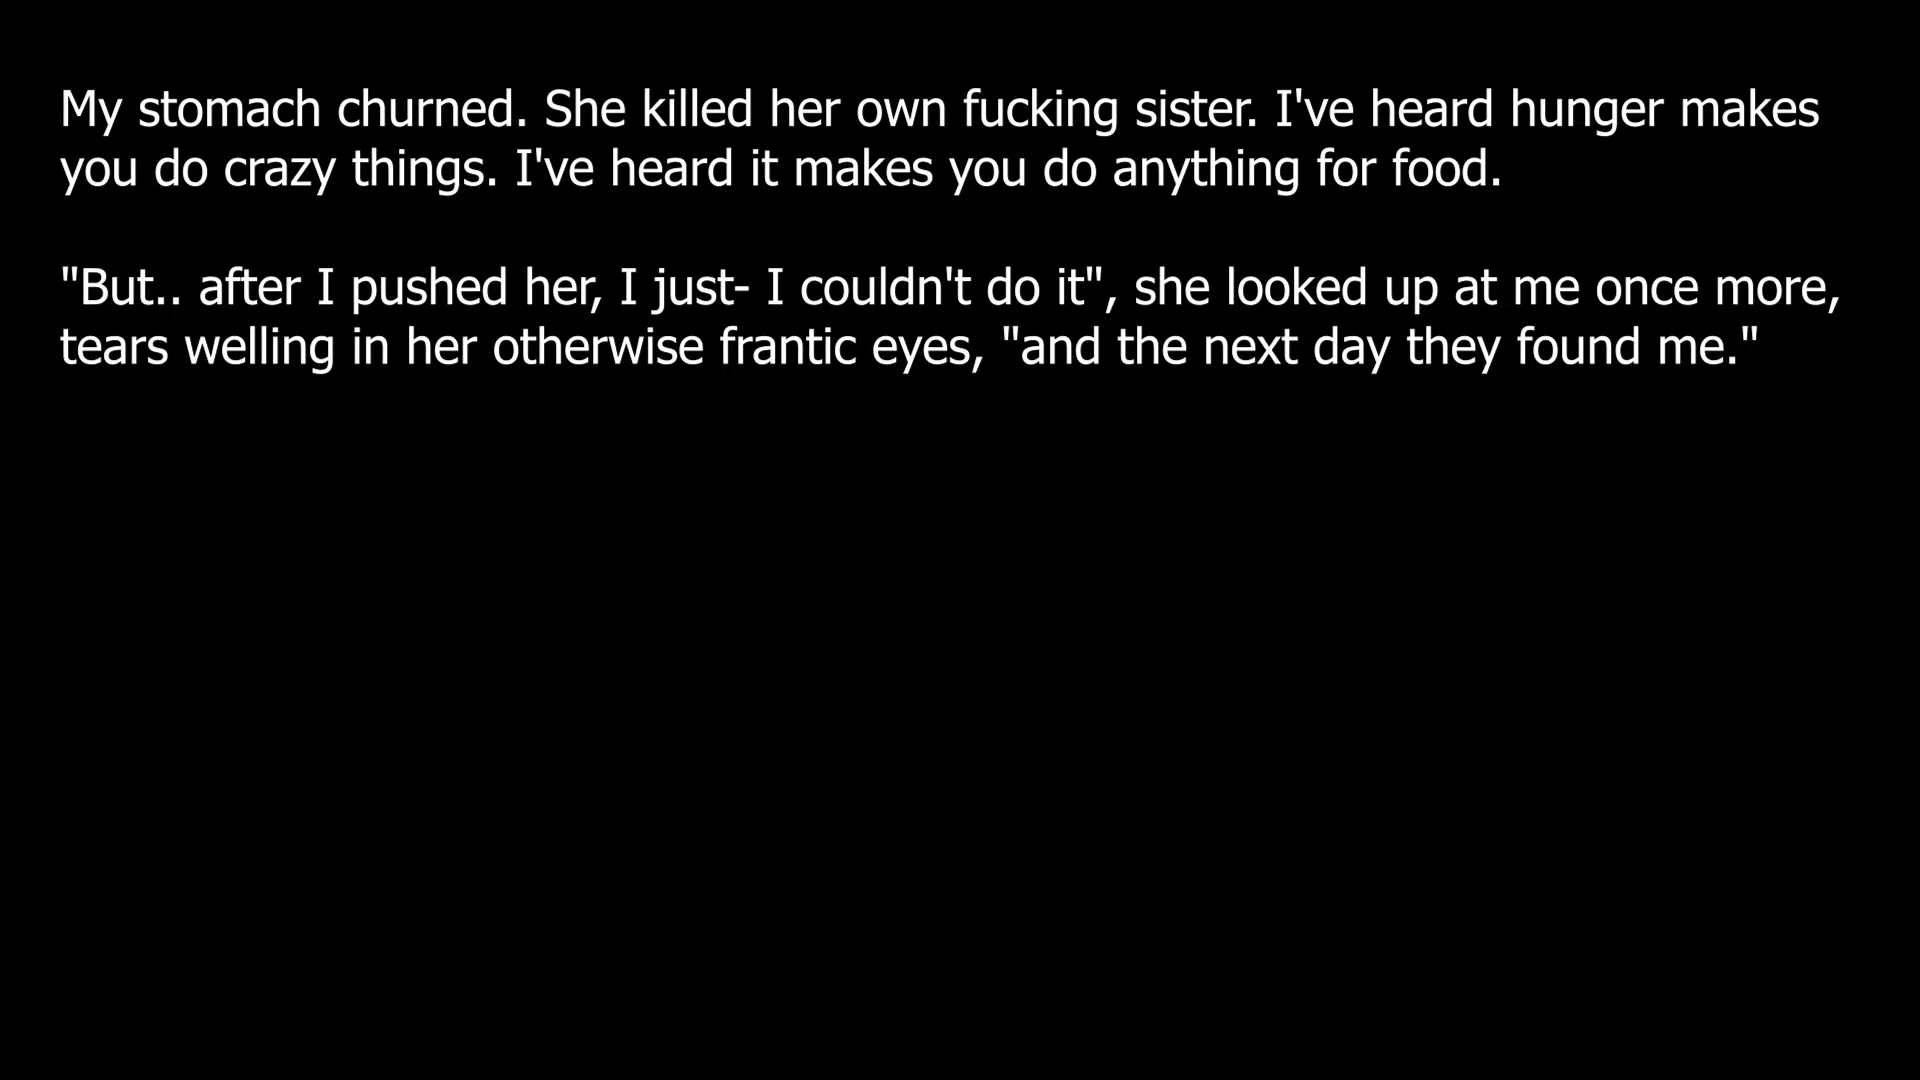 My stomach churned. She killed her own fucking sister. I've heard hunger makes
you do crazy things. I've heard it makes you do anything for food.
"But.. after I pushed her, I just- I couldn't do it", she looked up at me once more,
tears welling in her otherwise frantic eyes, "and the next day they found me."